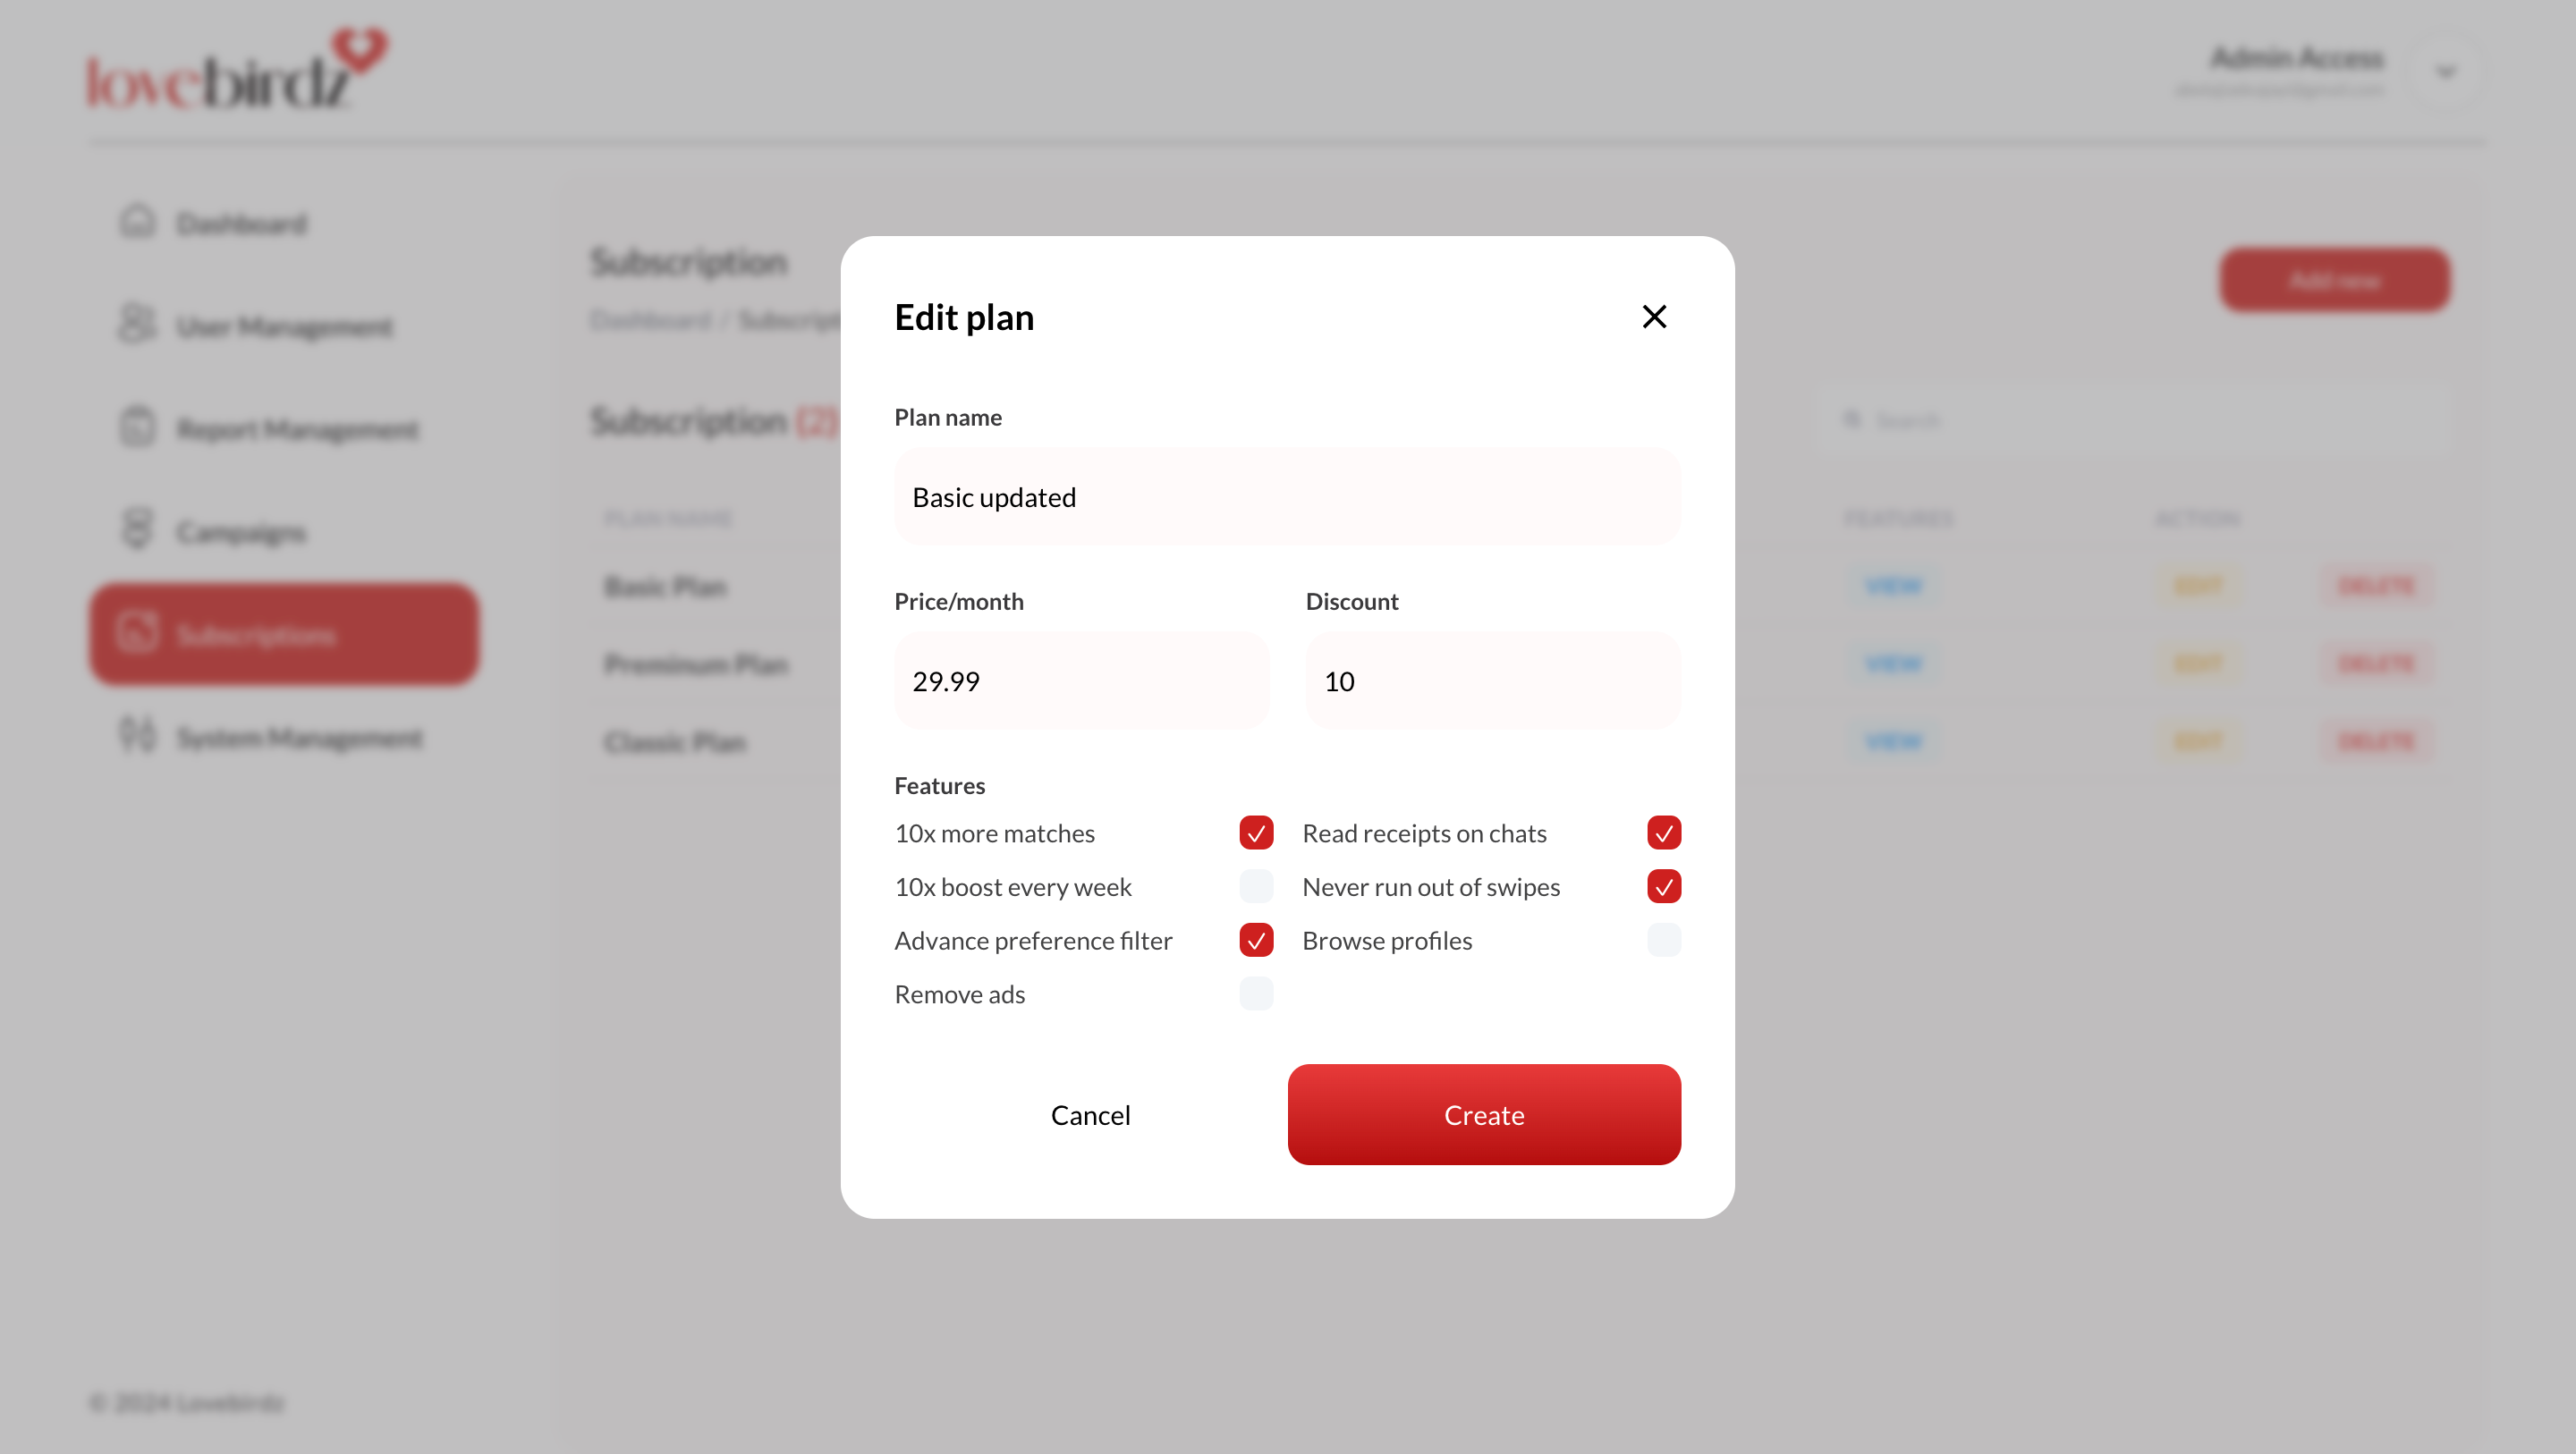 lovebirdz
Admin Access
Dashboard
User Management
Report Management
Campaigns
Subscriptions
System Management
© 2024 Lovebirdz
Subscription
Dashboard / Subscript
Add new
Subscription (2)
Search
PLAN NAME
FEATURES
ACTION
Basic Plan
VIEW
EDIT
DELETE
Preminum Plan
VIEW
EDIT
DELETE
Classic Plan
VIEW
EDIT
DELETE
Edit plan
Plan name
Basic updated
Price/month
Discount
29.99
10
Features
10x more matches
Read receipts on chats
10x boost every week
Never run out of swipes
Advance preference filter
Browse profiles
Remove ads
Cancel
Create